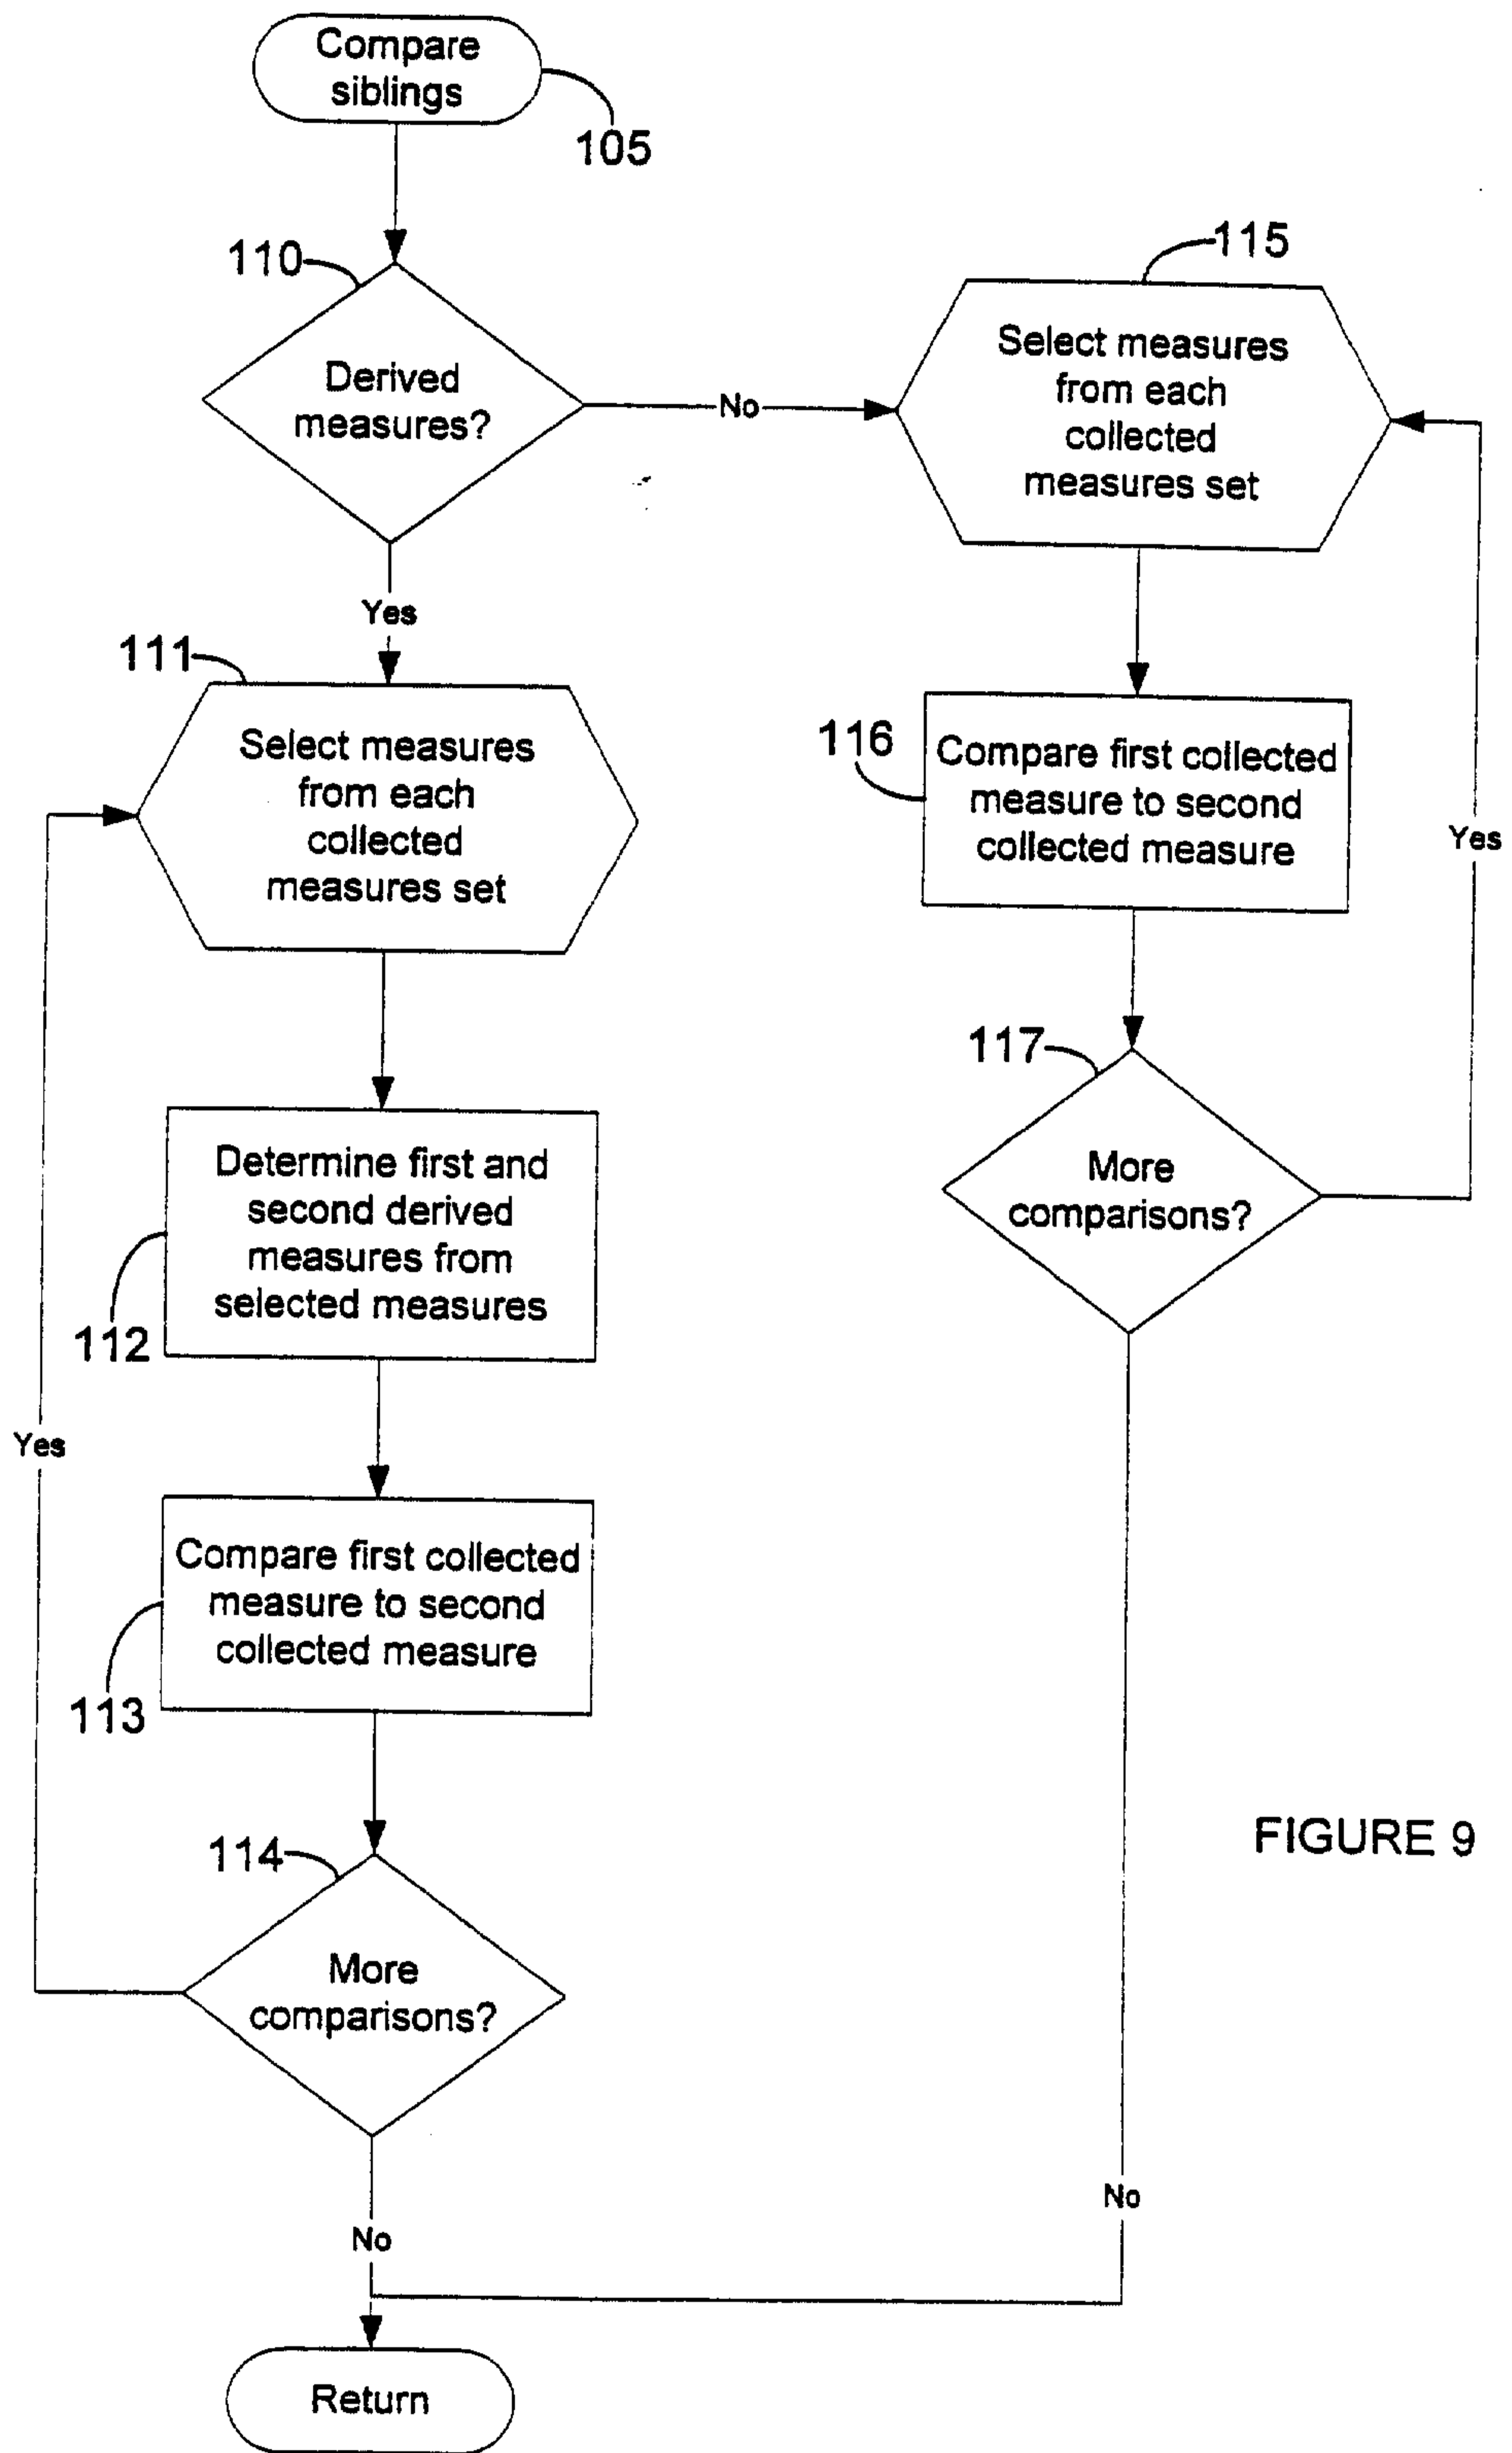 Compare
siblings
105
110
Derived
measures?
No
115
Select measures
from each
collected
measures set
Yes
111
Select measures
from each
collected
measures set
116
Compare first collected
measure to second
collected measure
Yes
117
More
comparisons?
Determine first and
second derived
measures from
selected measures
112
Yes
Compare first collected
measure to second
collected measure
113
114
More
comparisons?
FIGURE 9
No
No
Return